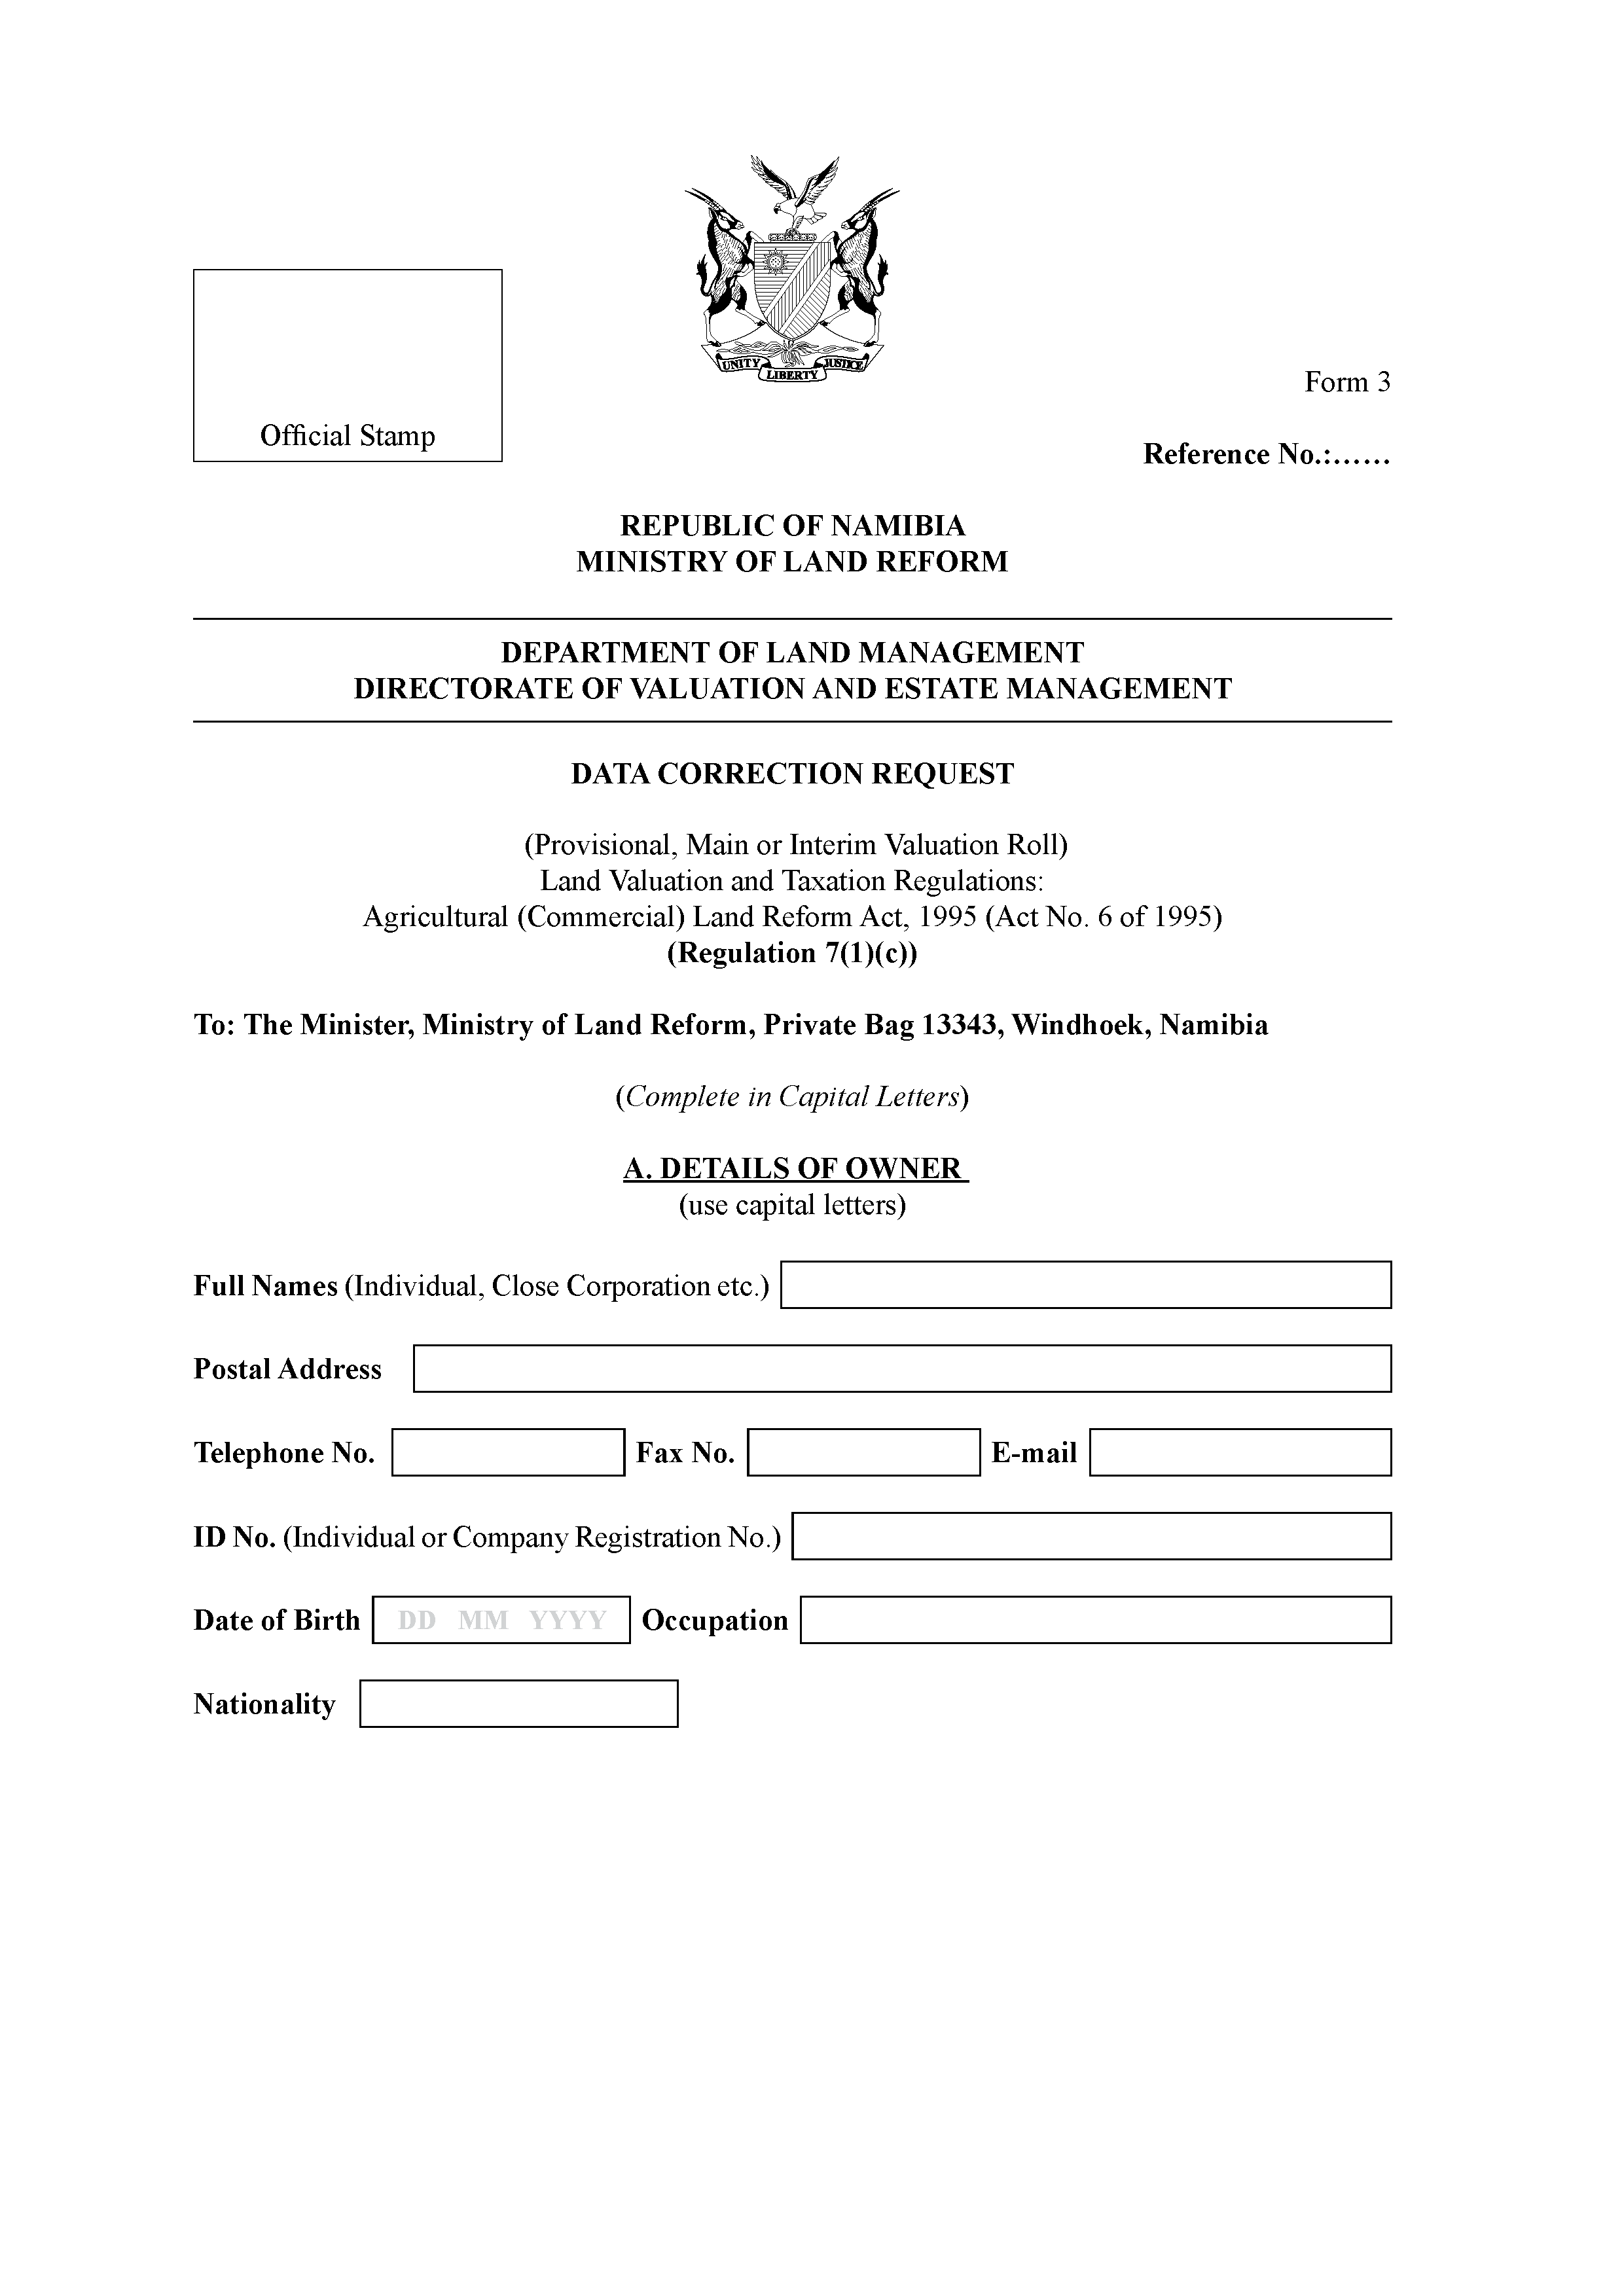 UNITY LIBERTY JUSTICE
Form 3
Official Stamp
Reference No.:……
REPUBLIC OF NAMIBIA
MINISTRY OF LAND REFORM
DEPARTMENT OF LAND MANAGEMENT
DIRECTORATE OF VALUATION AND ESTATE MANAGEMENT
DATA CORRECTION REQUEST
(Provisional, Main or Interim Valuation Roll)
Land Valuation and Taxation Regulations:
Agricultural (Commercial) Land Reform Act, 1995 (Act No. 6 of 1995)
(Regulation 7(1)(c))
To: The Minister, Ministry of Land Reform, Private Bag 13343, Windhoek, Namibia
(Complete in Capital Letters)
A. DETAILS OF OWNER
(use capital letters)
Full Names (Individual, Close Corporation etc.)
Postal Address
Telephone No. Fax No. E-mail
ID No. (Individual or Company Registration No.)
Date of Birth DD MM YYYY Occupation
Nationality